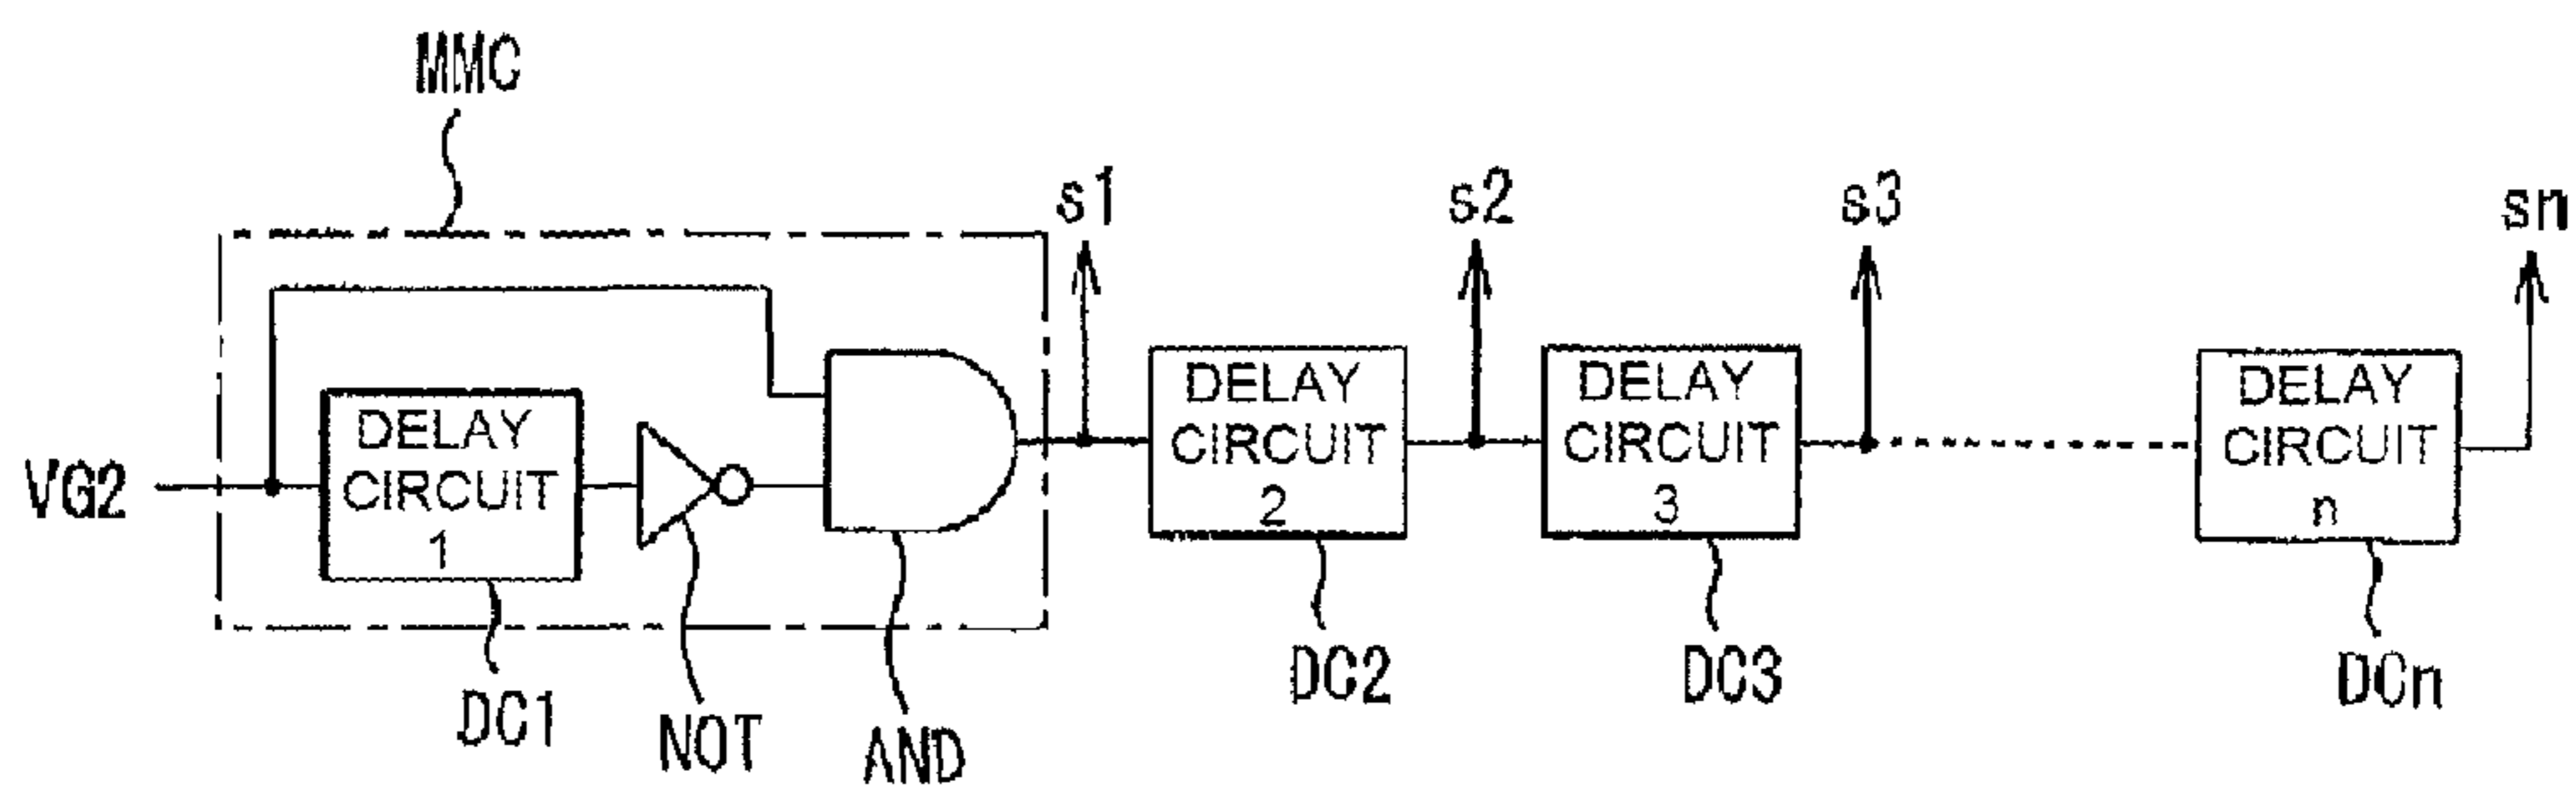 MMC
s1
s2
s3
sn
VG2
DELAY
CIRCUIT
1
DELAY
CIRCUIT
2
DELAY
CIRCUIT
3
DELAY
CIRCUIT
n
DC1
NOT
AND
DC2
DC3
DCn